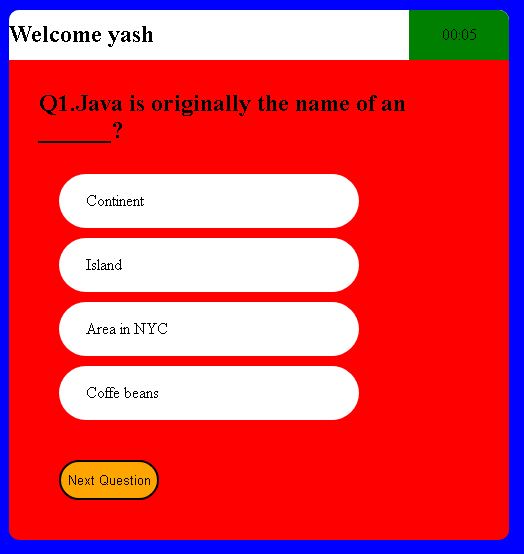 Welcome yash
00:05
Q1.Java is originally the name of an
______?
Continent
Island
Area in NYC
Coffe beans
Next Question